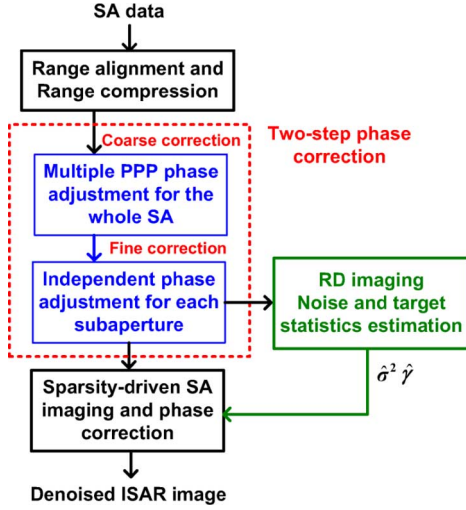 SA data
Range alignment and
Range compression
Coarse correction
Two-step phase
correction
Multiple PPP phase
adjustment for the
whole SA
Fine correction
Independent phase
adjustment for each
subaperture
RD imaging
Noise and target
statistics estimation
σ̂² γ̂
Sparsity-driven SA
imaging and phase
correction
Denoised ISAR image